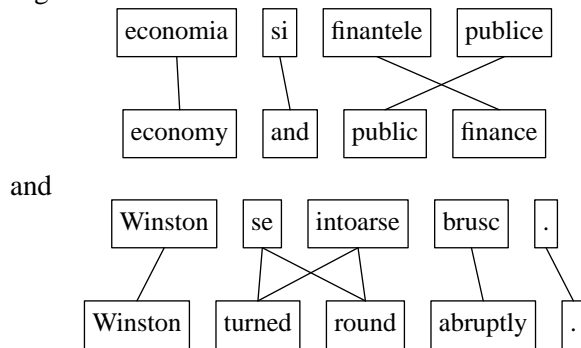 economia si finantele publice
economy and public finance
and
Winston se intoarse brusc .
Winston turned round abruptly .